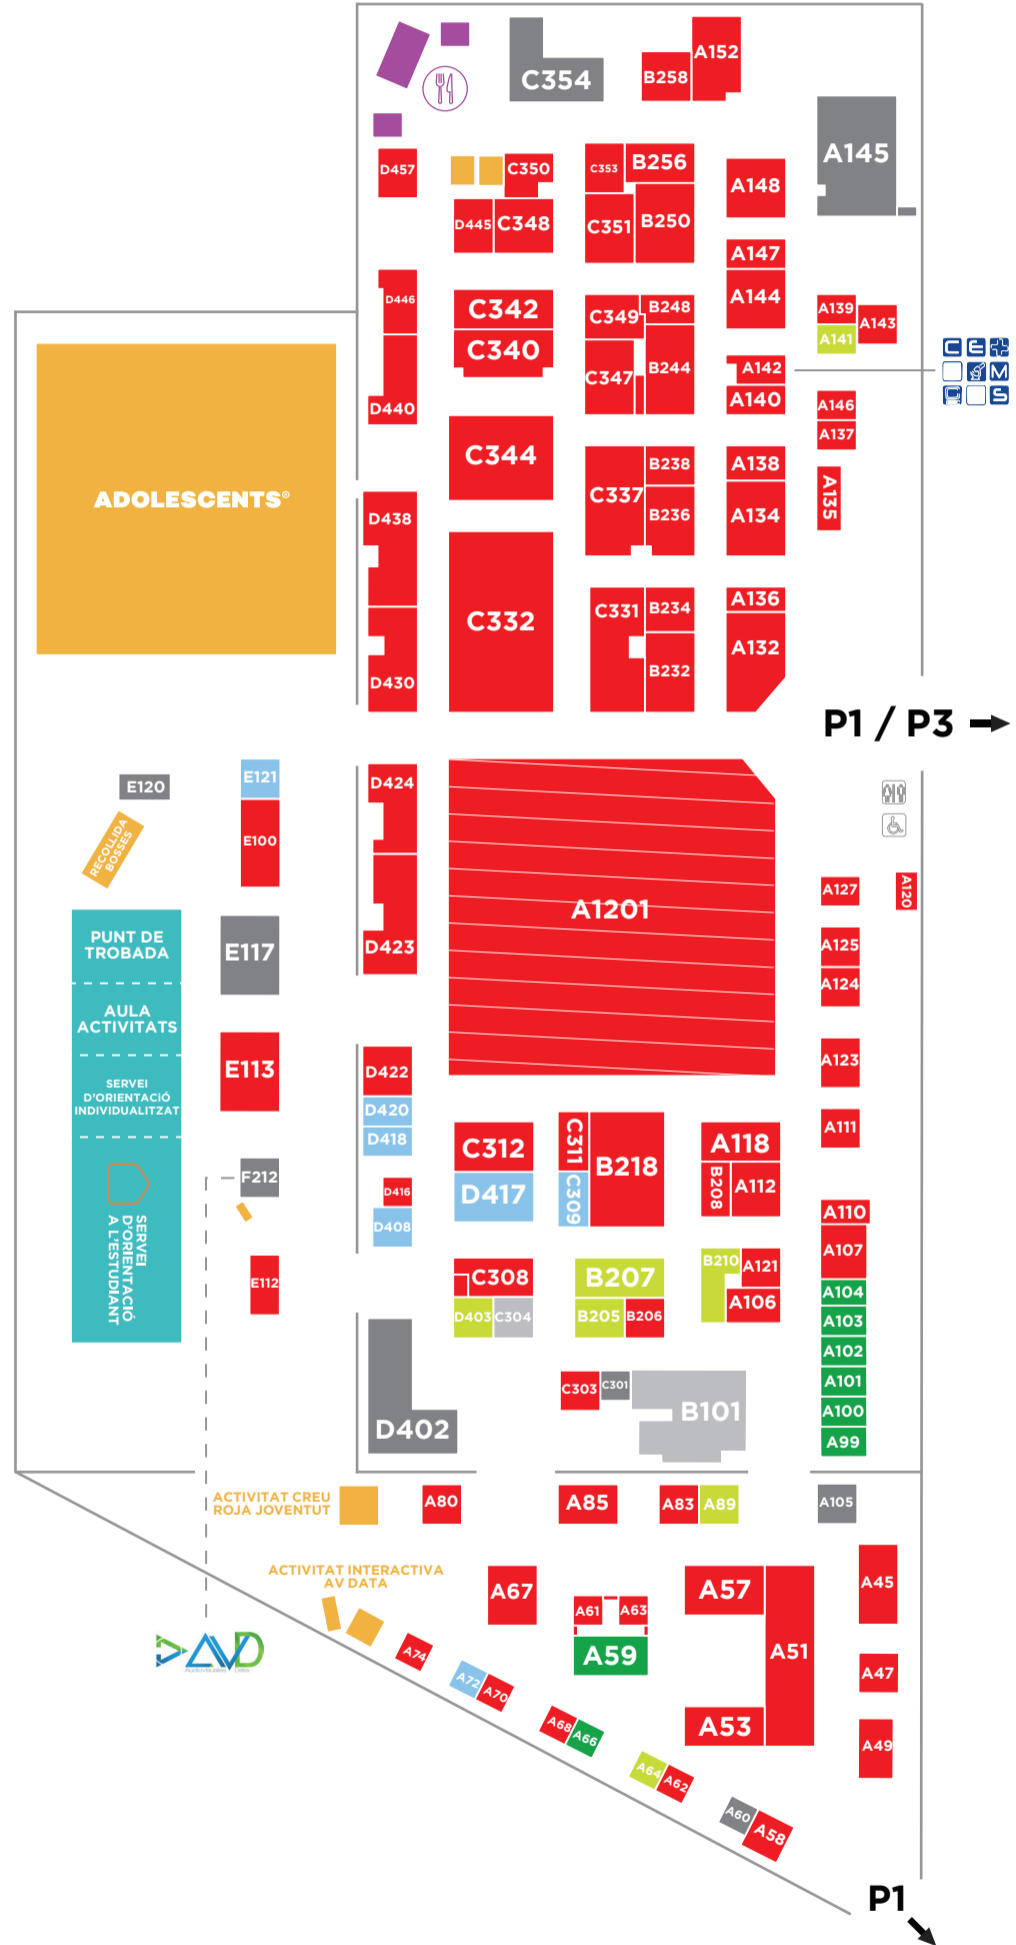 C354
A152
B258
A145
D457
C350
C353
B256
A148
D445
C348
C351
B250
A147
D446
A144
C342
C349
B248
A139
A143
C340
A141
C347
B244
A142
C E
M
S
D440
A140
A146
A137
C344
B238
A138
ADOLESCENTS®
C337
A135
D438
B236
A134
C332
C331
B234
A136
B232
A132
D430
P1 / P3
E121
E120
D424
E100
RECOLLIDA
BOSSES
A127
A120
A1201
PUNT DE
TROBADA
E117
D423
A125
A124
AULA
ACTIVITATS
E113
D422
A123
SERVEI
D'ORIENTACIÓ
INDIVIDUALITZAT
D420
D418
A111
C312
C311
B218
A118
F212
D416
D417
C309
B208
A112
D408
A110
SERVEI
D'ORIENTACIÓ
A L'ESTUDIANT
A107
E112
C308
B207
B210
A121
A104
A106
D403
C304
B205
B206
A103
A102
C303
C301
A101
B101
A100
D402
A99
ACTIVITAT CREU
ROJA JOVENTUT
A80
A85
A83
A89
A105
ACTIVITAT INTERACTIVA
AV DATA
A67
A57
A45
A61
A63
A51
A59
AVD
Audiovisuales Data
A74
A47
A72
A70
A68
A66
A53
A49
A64
A62
A60
A58
P1